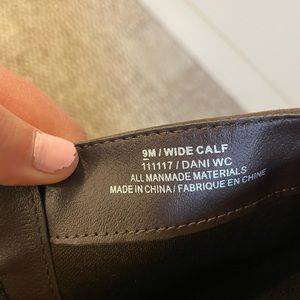 9M / WIDE CALF
111117 / DANI WC
ALL MANMADE MATERIALS
MADE IN CHINA / FABRIQUE EN CHINE